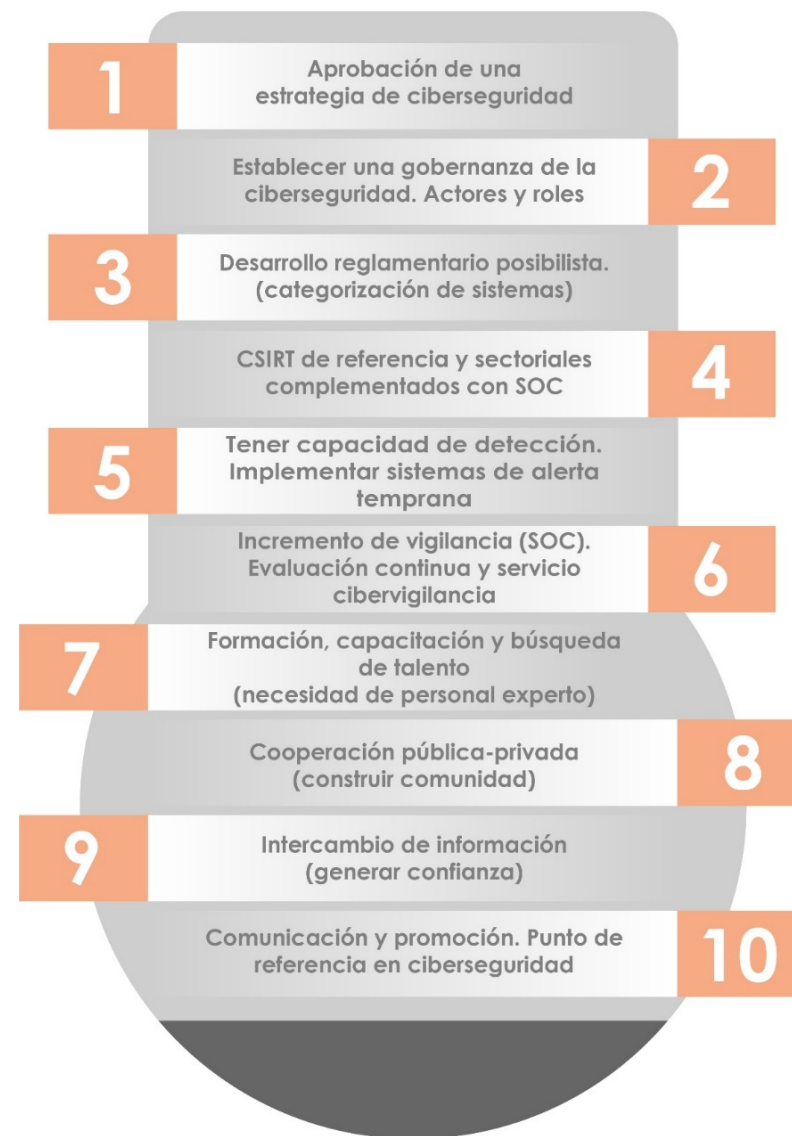 1
Aprobación de una
estrategia de ciberseguridad
Establecer una gobernanza de la
ciberseguridad. Actores y roles
2
3
Desarrollo reglamentario posibilista.
(categorización de sistemas)
CSIRT de referencia y sectoriales
complementados con SOC
4
5
Tener capacidad de detección.
Implementar sistemas de alerta
temprana
Incremento de vigilancia (SOC).
Evaluación continua y servicio
cibervigilancia
6
7
Formación, capacitación y búsqueda
de talento
(necesidad de personal experto)
Cooperación pública-privada
(construir comunidad)
8
9
Intercambio de información
(generar confianza)
Comunicación y promoción. Punto de
referencia en ciberseguridad
10